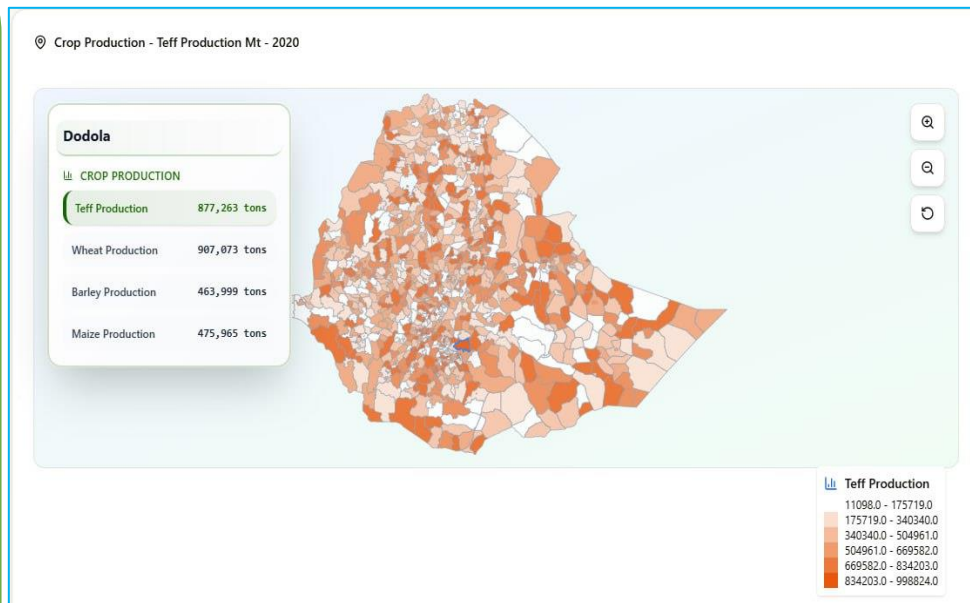 Crop Production - Teff Production Mt - 2020
Dodola
CROP PRODUCTION
Teff Production 877,263 tons
Wheat Production 907,073 tons
Barley Production 463,999 tons
Maize Production 475,965 tons
Teff Production
11098.0 - 175719.0
175719.0 - 340340.0
340340.0 - 504961.0
504961.0 - 669582.0
669582.0 - 834203.0
834203.0 - 998824.0